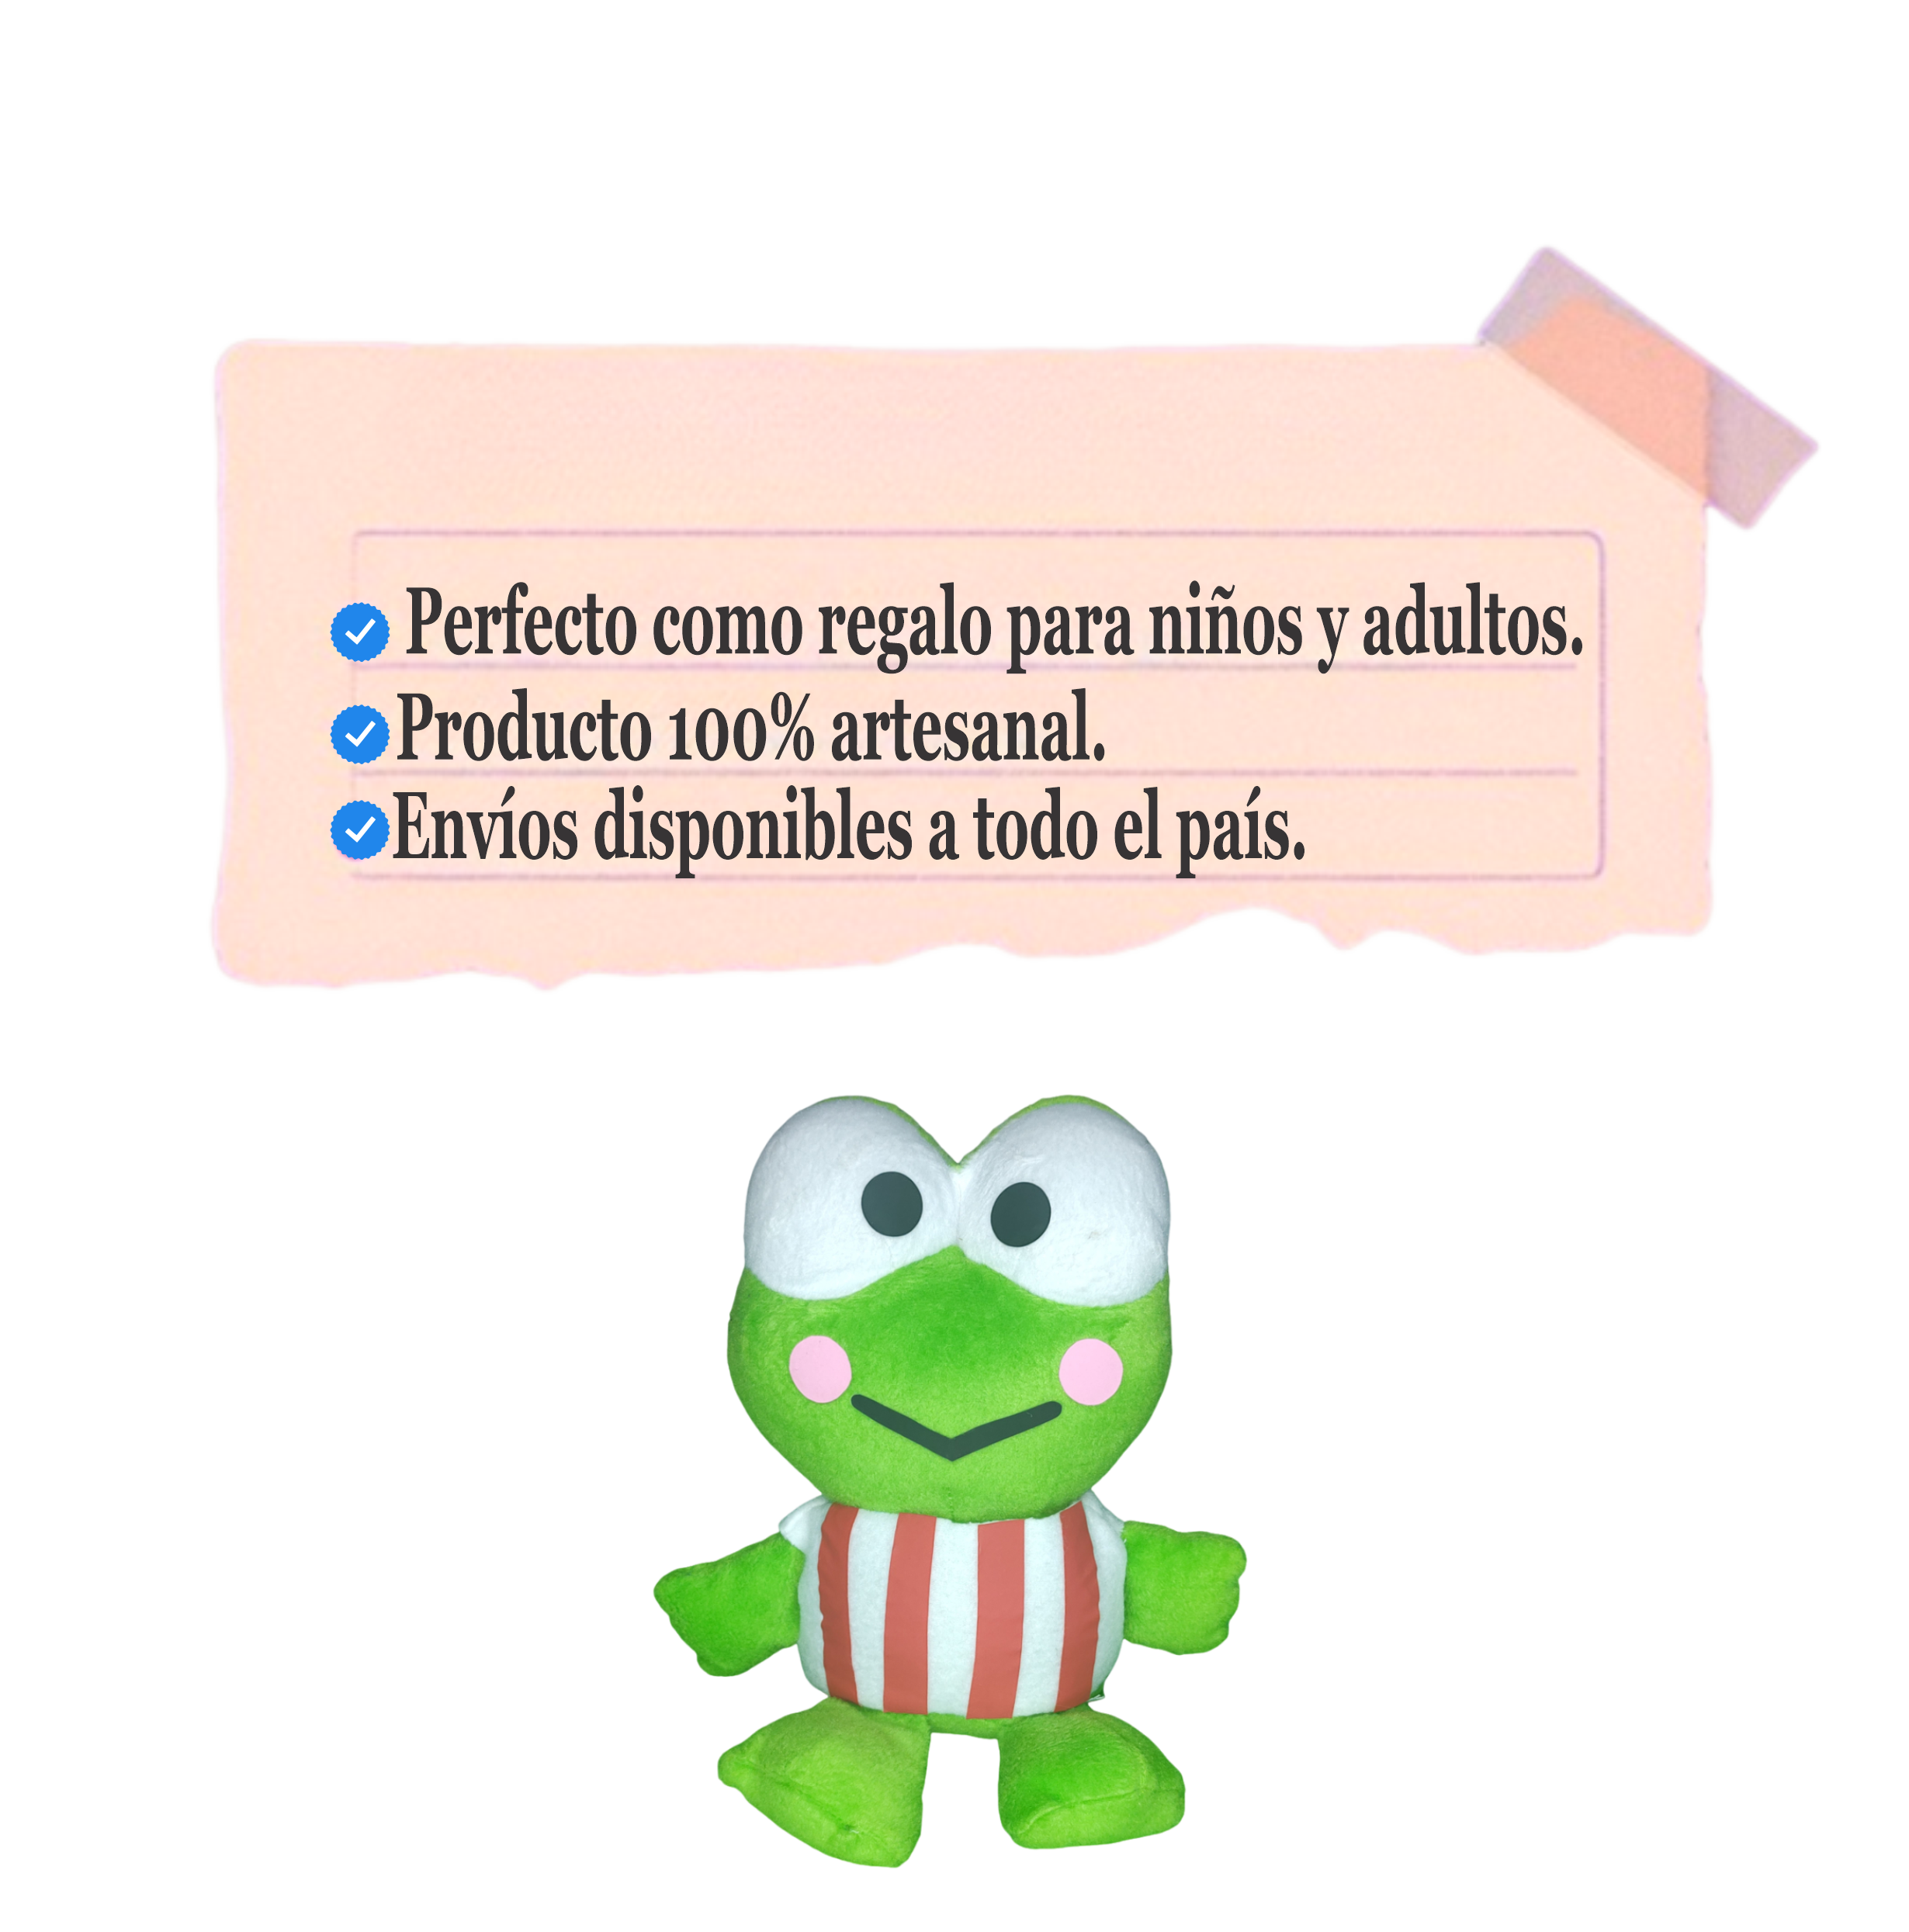 Perfecto como regalo para niños y adultos.
Producto 100% artesanal.
Envíos disponibles a todo el país.